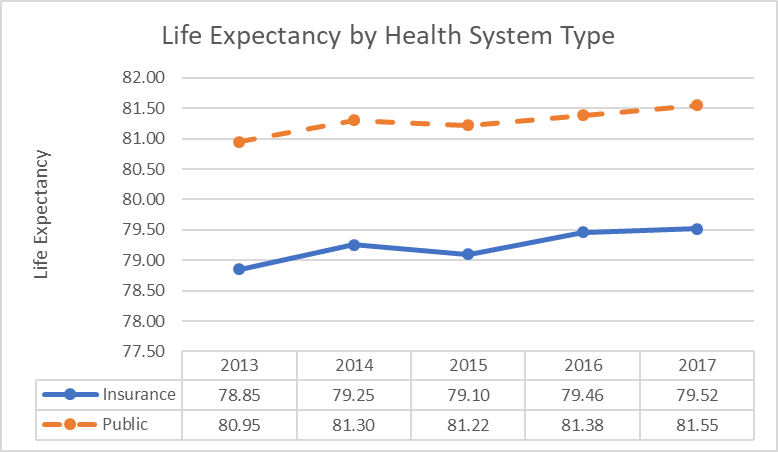 Life Expectancy by Health System Type
Life Expectancy
82.00
81.50
81.00
80.50
80.00
79.50
79.00
78.50
78.00
77.50
2013 2014 2015 2016 2017
Insurance 78.85 79.25 79.10 79.46 79.52
Public 80.95 81.30 81.22 81.38 81.55